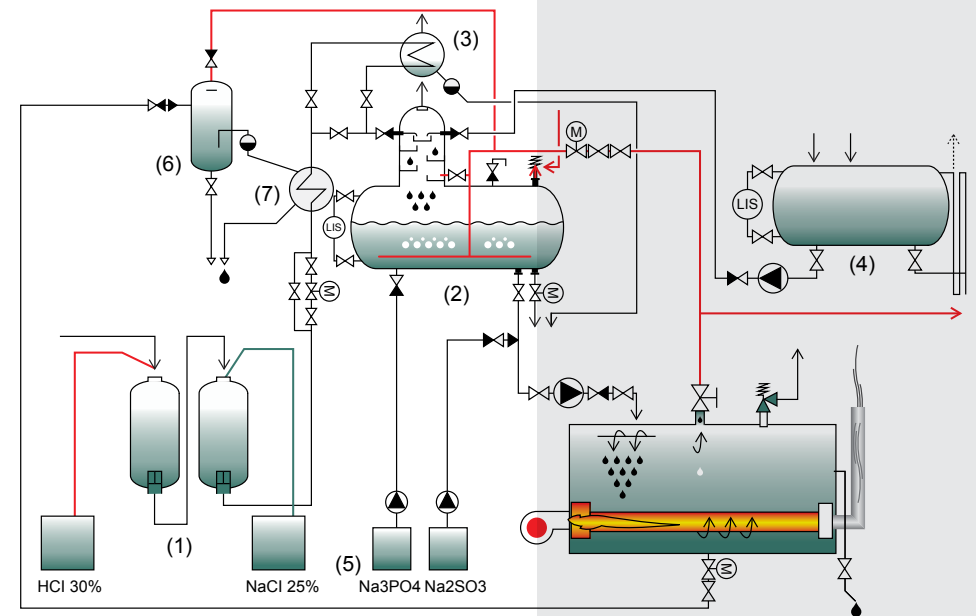 (3)
M
(6)
(7)
LIS
LIS
(4)
(2)
M
M
(1)
(5)
HCl 30%
NaCl 25%
Na3PO4
Na2SO3
M